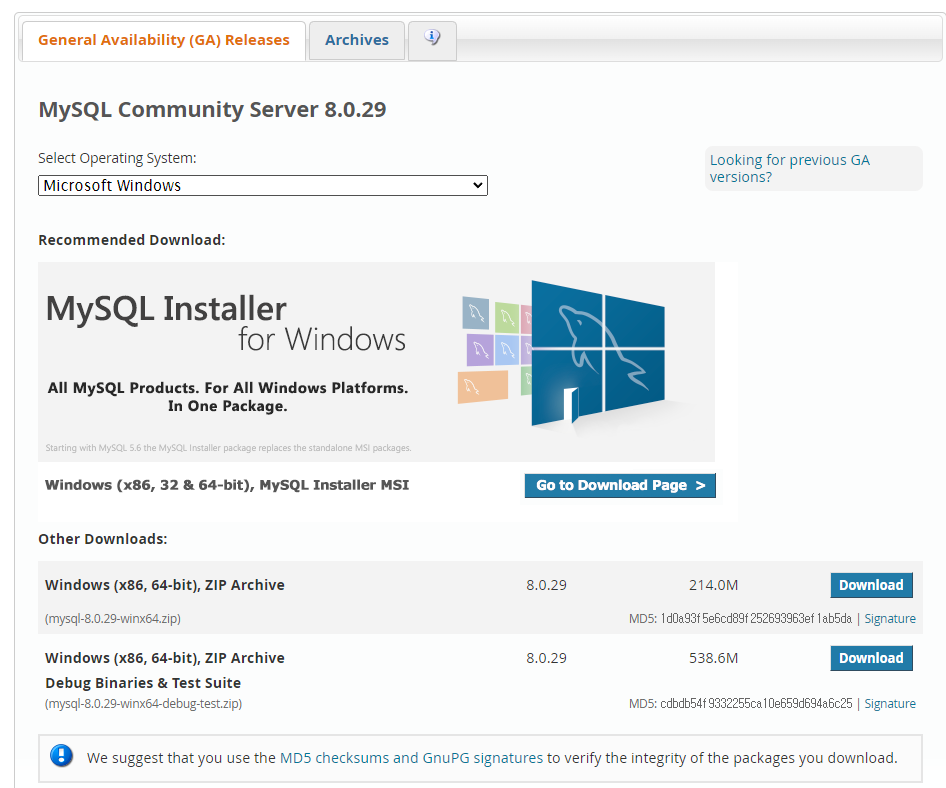 General Availability (GA) Releases
Archives
MySQL Community Server 8.0.29
Select Operating System:
Looking for previous GA
versions?
Microsoft Windows
Recommended Download:
MySQL Installer
for Windows
All MySQL Products. For All Windows Platforms.
In One Package.
Starting with MySQL 5.6 the MySQL Installer package replaces the standalone MSI packages.
Windows (x86, 32 & 64-bit), MySQL Installer MSI
Go to Download Page >
Other Downloads:
Windows (x86, 64-bit), ZIP Archive 8.0.29 214.0M Download
(mysql-8.0.29-winx64.zip) MD5: 1d0a93f5e6cd89f252693963ef1ab5da | Signature
Windows (x86, 64-bit), ZIP Archive 8.0.29 538.6M Download
Debug Binaries & Test Suite
(mysql-8.0.29-winx64-debug-test.zip) MD5: cdbdb54f9332255ca10e659d694a6c25 | Signature
We suggest that you use the MD5 checksums and GnuPG signatures to verify the integrity of the packages you download.